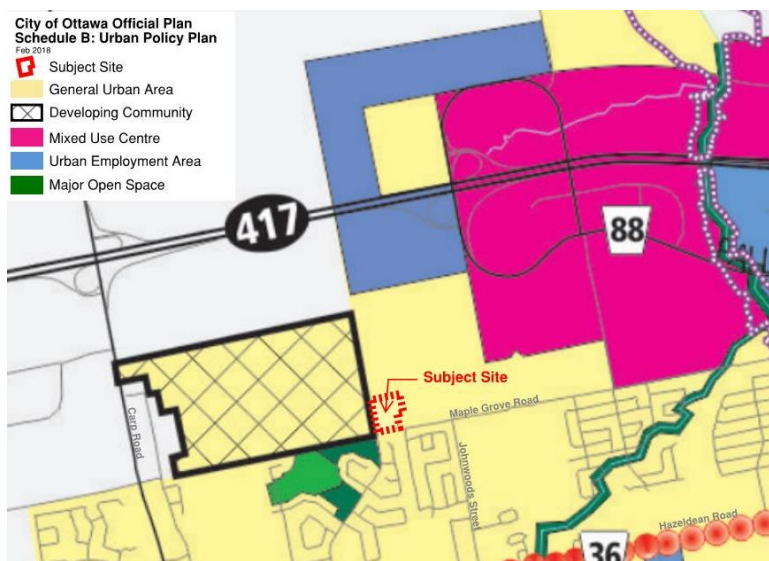 City of Ottawa Official Plan
Schedule B: Urban Policy Plan
Feb 2018
Subject Site
General Urban Area
Developing Community
Mixed Use Centre
Urban Employment Area
Major Open Space
417
88
Subject Site
Maple Grove Road
Carp Road
Johnwoods Street
Hazeldean Road
36